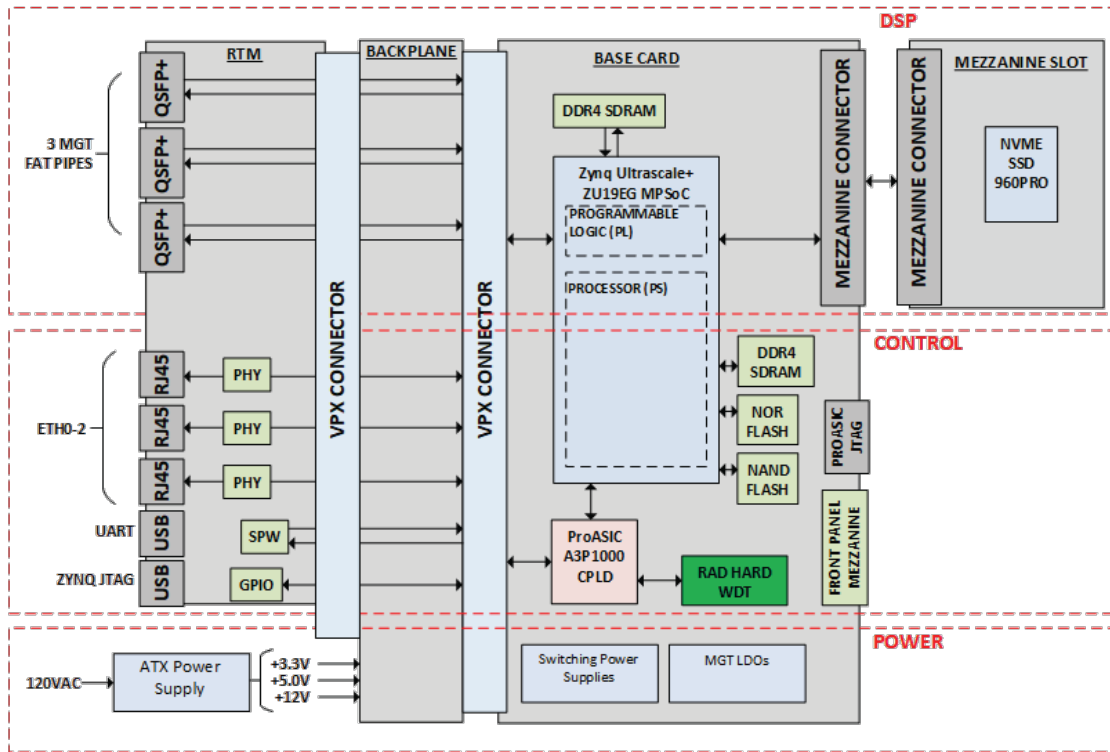 DSP
RTM
BACKPLANE
BASE CARD
MEZZANINE SLOT
QSFP+
QSFP+
QSFP+
3 MGT
FAT PIPES
DDR4 SDRAM
Zynq Ultrascale+
ZU19EG MPSoC
PROGRAMMABLE
LOGIC (PL)
PROCESSOR (PS)
MEZZANINE CONNECTOR
MEZZANINE CONNECTOR
NVME
SSD
960PRO
VPX CONNECTOR
VPX CONNECTOR
CONTROL
RJ45
PHY
RJ45
PHY
RJ45
PHY
ETH0-2
DDR4
SDRAM
NOR
FLASH
NAND
FLASH
PROASIC
JTAG
FRONT PANEL
MEZZANINE
UART
USB
SPW
ZYNQ JTAG
USB
GPIO
ProASIC
A3P1000
CPLD
RAD HARD
WDT
POWER
120VAC
ATX Power
Supply
+3.3V
+5.0V
+12V
Switching Power
Supplies
MGT LDOs